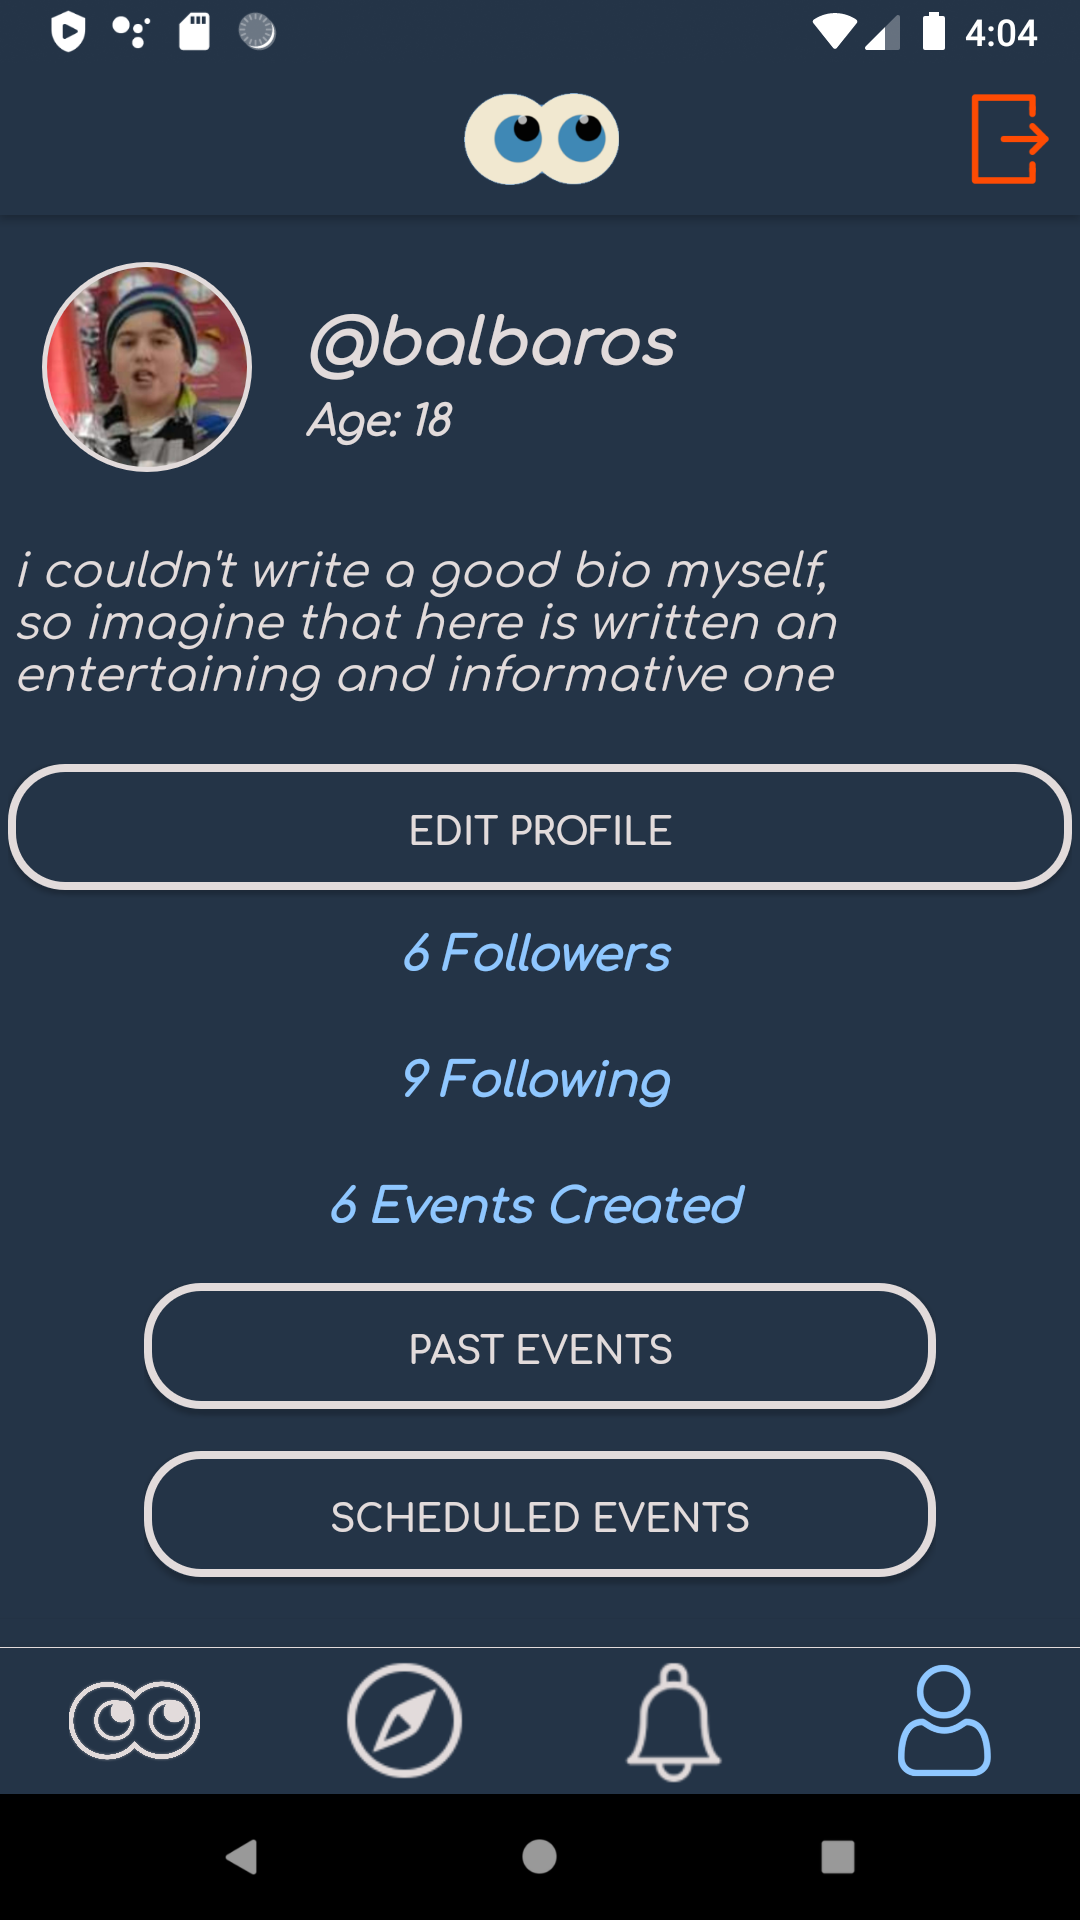 4:04
@balbaros
Age: 18
i couldn't write a good bio myself,
so imagine that here is written an
entertaining and informative one
EDIT PROFILE
6 Followers
9 Following
6 Events Created
PAST EVENTS
SCHEDULED EVENTS